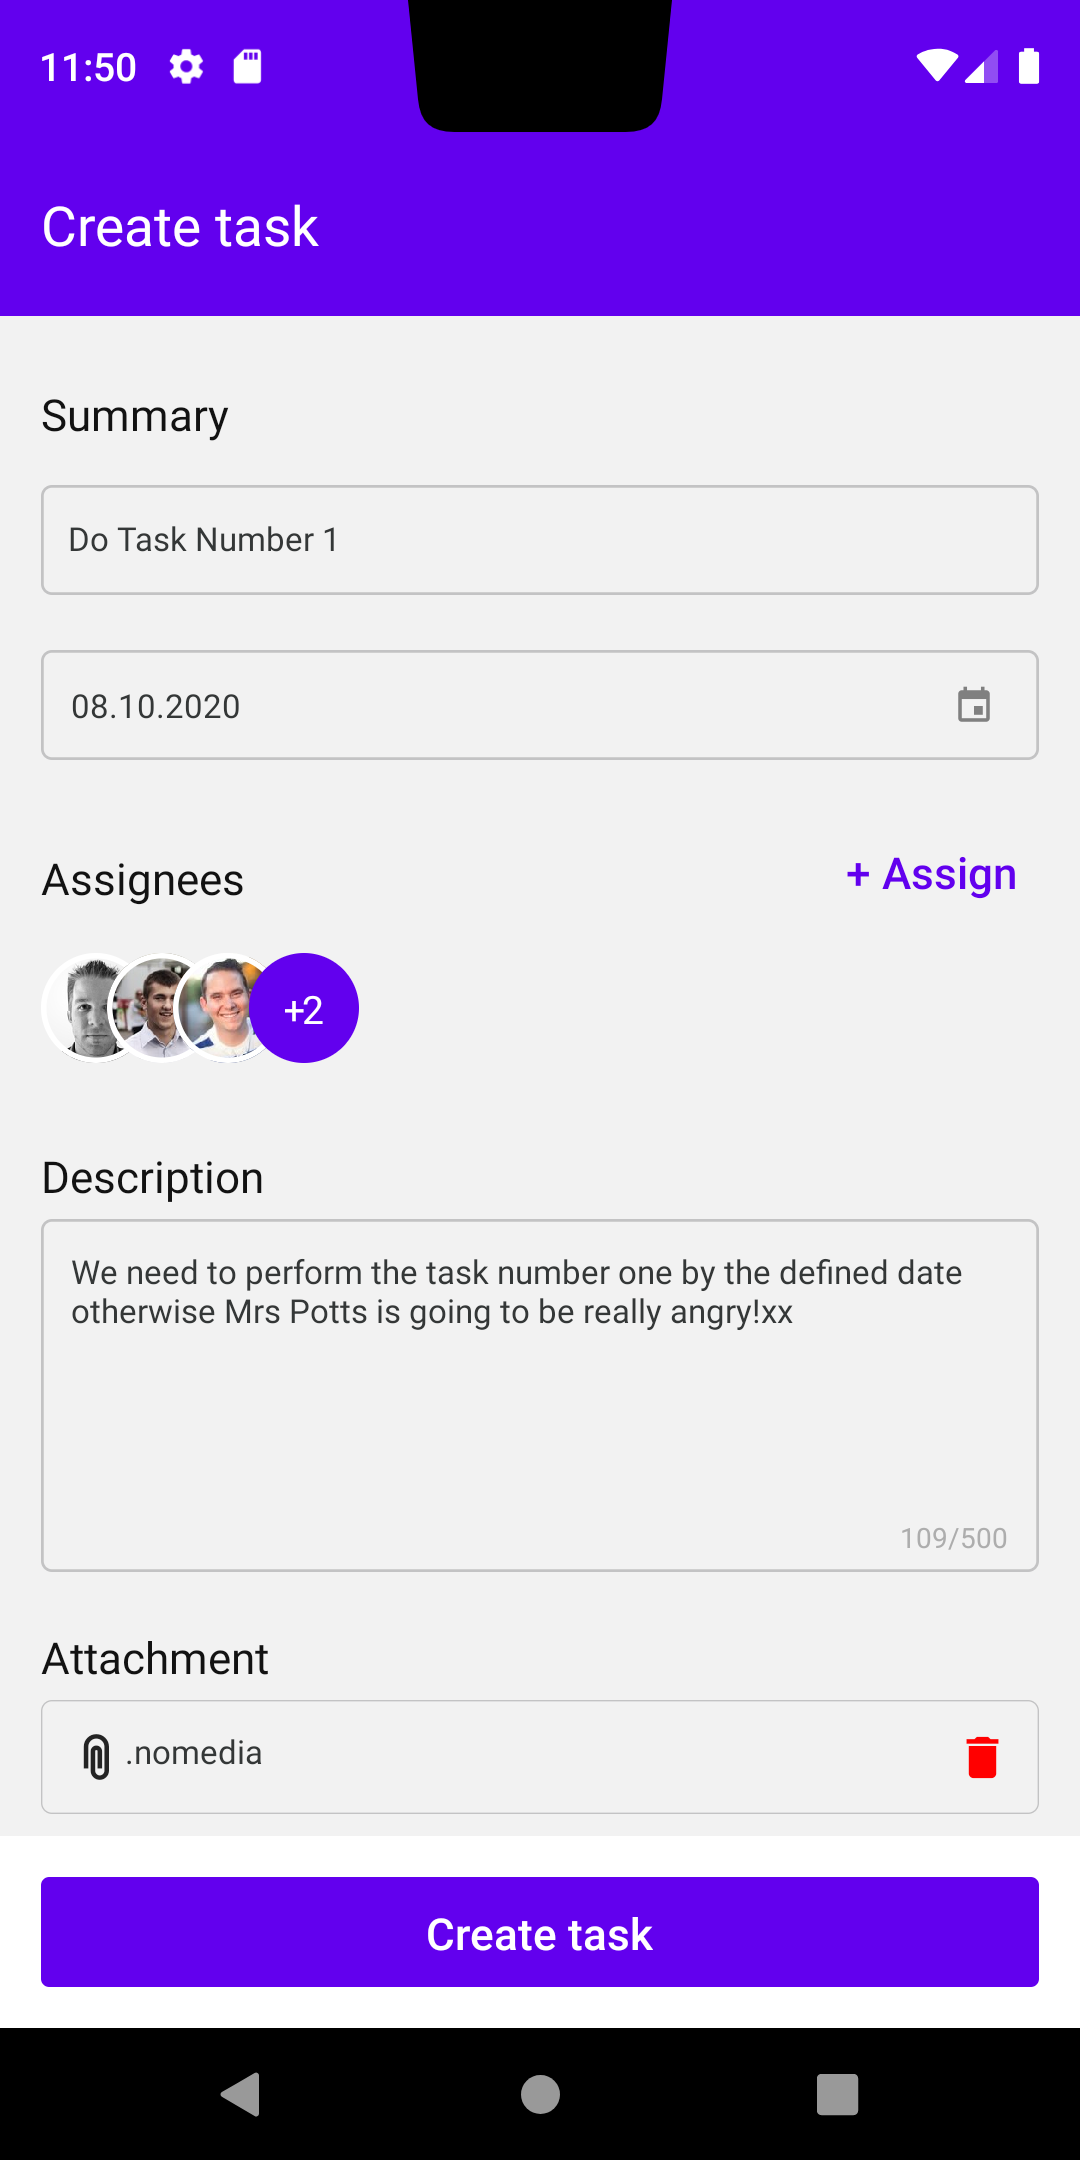 11:50
Create task
Summary
Do Task Number 1
08.10.2020
Assignees
+ Assign
+2
Description
We need to perform the task number one by the defined date
otherwise Mrs Potts is going to be really angry!xx
109/500
Attachment
.nomedia
Create task